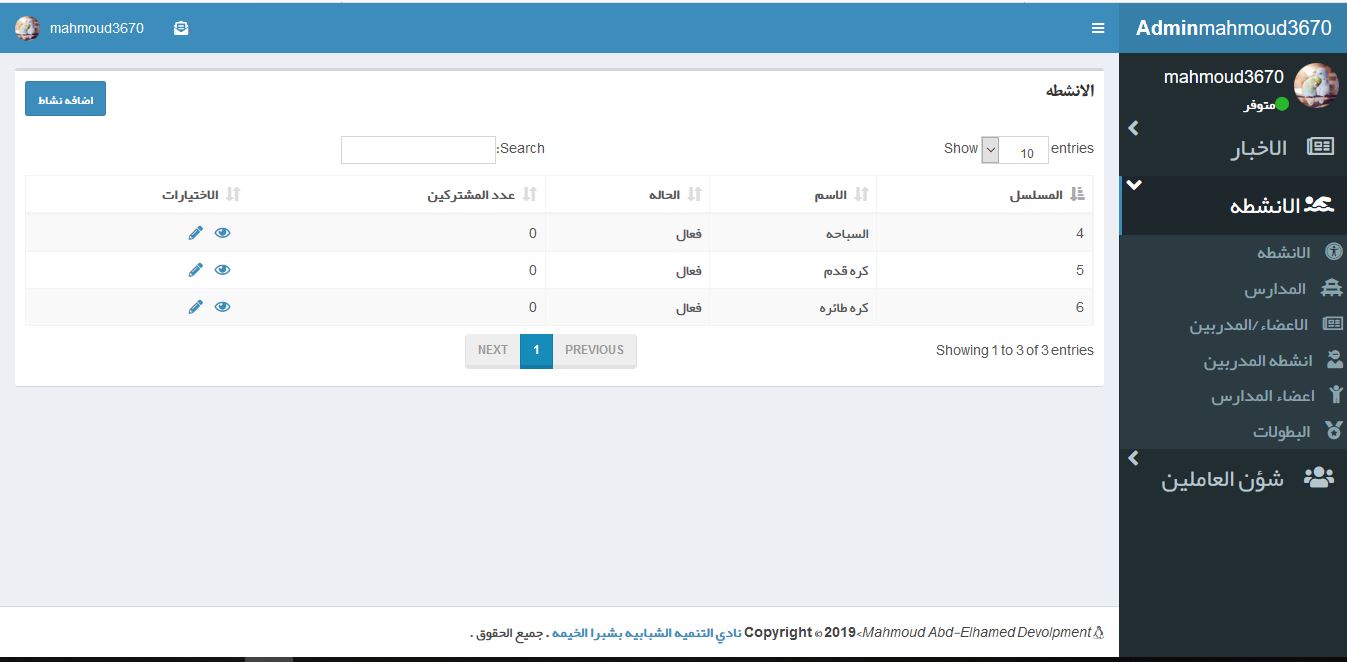 Adminmahmoud3670
mahmoud3670
mahmoud3670
متوفر
الاخبار
الانشطه
الانشطه
المدارس
الاعضاء/المدربين
انشطه المدربين
اعضاء المدارس
البطولات
شؤن العاملين
الانشطه
اضافه نشاط
Show 10 entries
Search:
المسلسل الاسم الحاله عدد المشتركين الاختيارات
4 السباحه فعال 0
5 كره قدم فعال 0
6 كره طائره فعال 0
Showing 1 to 3 of 3 entries
PREVIOUS 1 NEXT
Mahmoud Abd-Elhamed Devolpment> Copyright © 2019 نادي التنميه الشبابيه بشبرا الخيمه . جميع الحقوق .